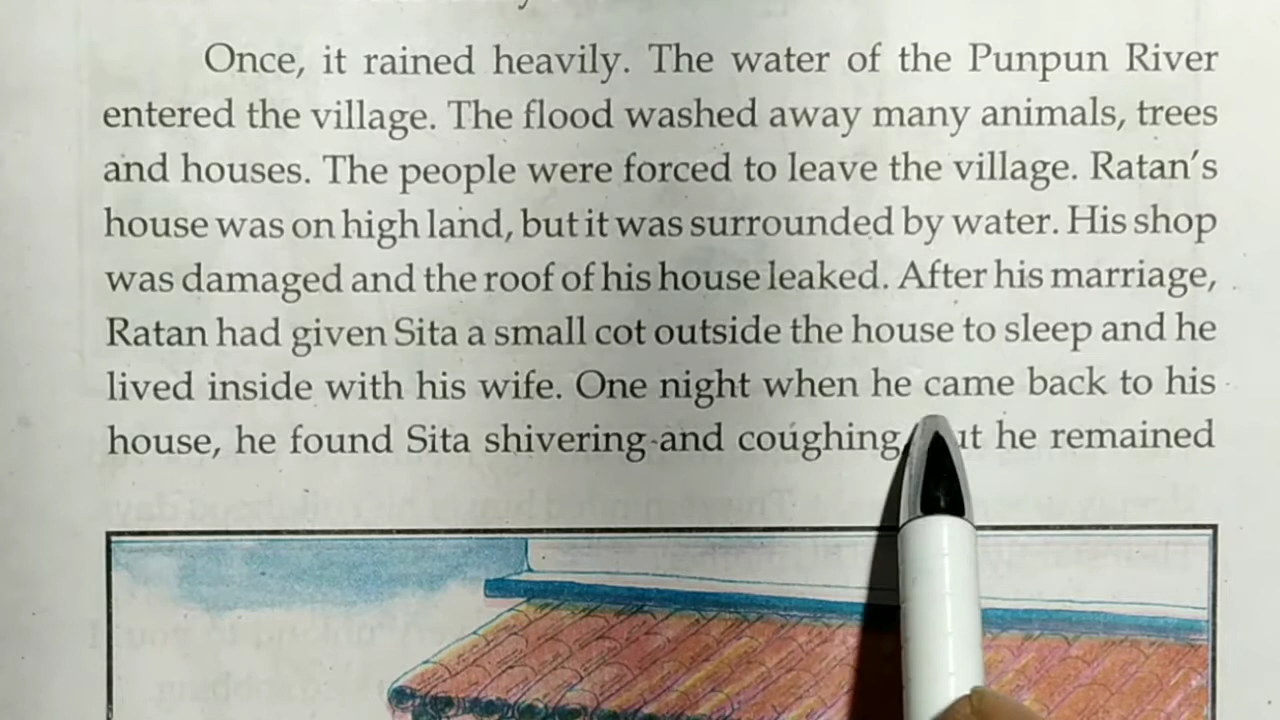 Once, it rained heavily. The water of the Punpun River
entered the village. The flood washed away many animals, trees
and houses. The people were forced to leave the village. Ratan's
house was on high land, but it was surrounded by water. His shop
was damaged and the roof of his house leaked. After his marriage,
Ratan had given Sita a small cot outside the house to sleep and he
lived inside with his wife. One night when he came back to his
house, he found Sita shivering and coughing he remained